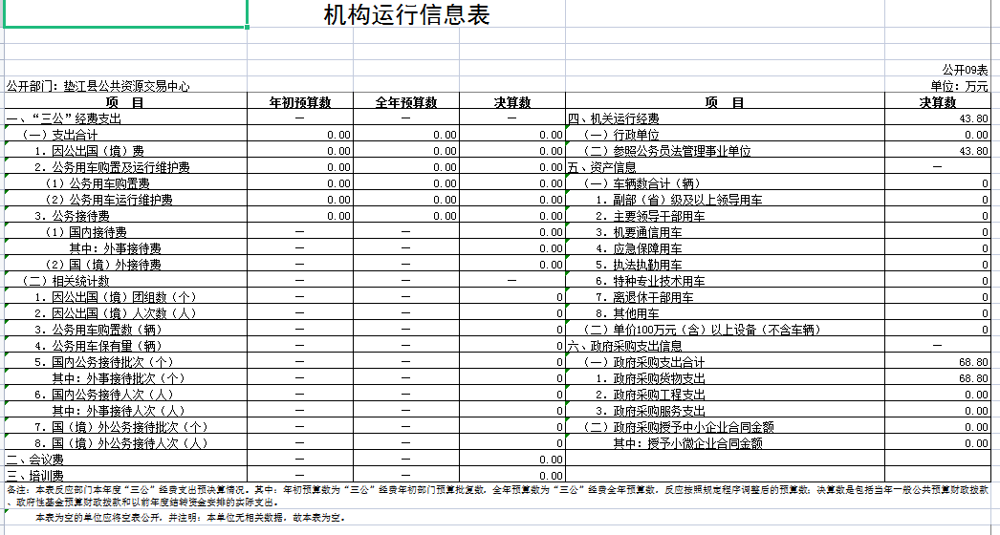 机构运行信息表
公开09表
公开部门：垫江县公共资源交易中心 单位：万元
项 目 年初预算数 全年预算数 决算数 项 目 决算数
一、“三公”经费支出 — — — 四、机关运行经费 43.80
（一）支出合计 0.00 0.00 0.00 （一）行政单位 0.00
1．因公出国（境）费 0.00 0.00 0.00 （二）参照公务员法管理事业单位 43.80
2．公务用车购置及运行维护费 0.00 0.00 0.00 五、资产信息 —
（1）公务用车购置费 0.00 0.00 0.00 （一）车辆数合计（辆） 0
（2）公务用车运行维护费 0.00 0.00 0.00 1．副部（省）级及以上领导用车 0
3．公务接待费 0.00 0.00 0.00 2．主要领导干部用车 0
（1）国内接待费 — — 0.00 3．机要通信用车 0
其中：外事接待费 — — 0.00 4．应急保障用车 0
（2）国（境）外接待费 — — 0.00 5．执法执勤用车 0
（二）相关统计数 — — — 6．特种专业技术用车 0
1．因公出国（境）团组数（个） — — 0 7．离退休干部用车 0
2．因公出国（境）人次数（人） — — 0 8．其他用车 0
3．公务用车购置数（辆） — — 0 （二）单价100万元（含）以上设备（不含车辆） 0
4．公务用车保有量（辆） — — 0 六、政府采购支出信息 —
5．国内公务接待批次（个） — — 0 （一）政府采购支出合计 68.80
其中：外事接待批次（个） — — 0 1．政府采购货物支出 68.80
6．国内公务接待人次（人） — — 0 2．政府采购工程支出 0.00
其中：外事接待人次（人） — — 0 3．政府采购服务支出 0.00
7．国（境）外公务接待批次（个） — — 0 （二）政府采购授予中小企业合同金额 0.00
8．国（境）外公务接待人次（人） — — 0 其中：授予小微企业合同金额 0.00
二、会议费 — — 0.00
三、培训费 — — 0.00
备注：本表反应部门本年度“三公”经费支出预决算情况。其中：年初预算数为“三公”经费年初部门预算批复数，全年预算数为“三公”经费全年预算数，反应按照规定程序调整后的预算数；决算数是包括当年一般公共预算财政拨款
、政府性基金预算财政拨款和以前年度结转资金安排的实际支出。
本表为空的单位应将空表公开，并注明：本单位无相关数据，故本表为空。